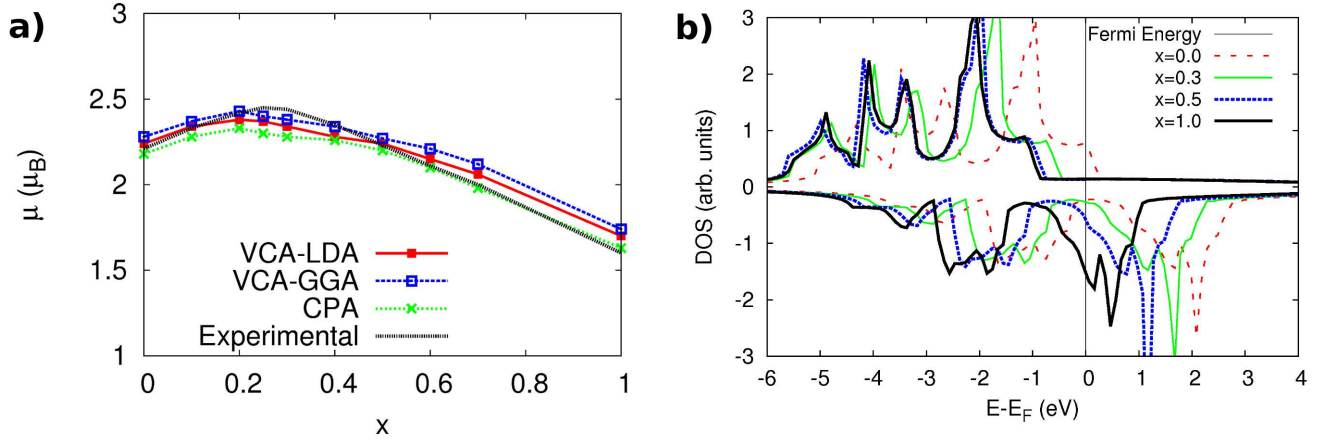 a)
μ (μB)
2.5
2
1.5
1
VCA-LDA
VCA-GGA
CPA
Experimental
0 0.2 0.4 0.6 0.8 1
x
b)
DOS (arb. units)
3
2
1
0
-1
-2
-3
Fermi Energy
x=0.0
x=0.3
x=0.5
x=1.0
-6 -5 -4 -3 -2 -1 0 1 2 3 4
E-EF (eV)